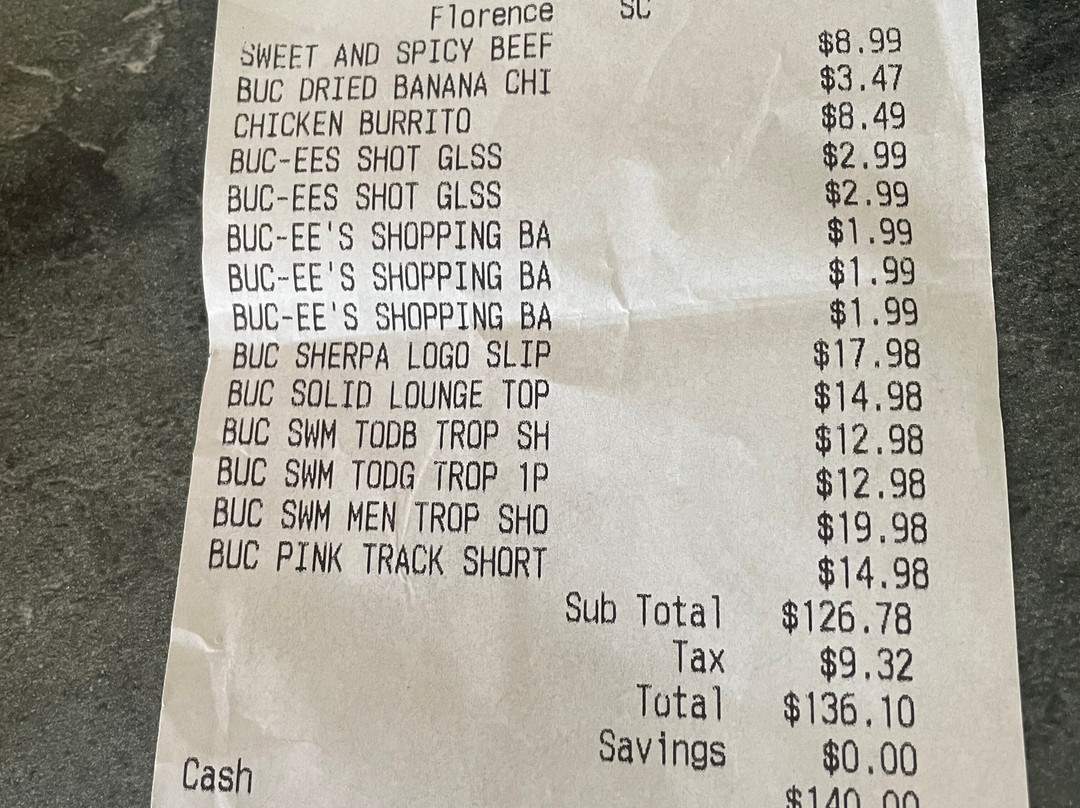 Florence SC
SWEET AND SPICY BEEF $8.99
BUC DRIED BANANA CHI $3.47
CHICKEN BURRITO $8.49
BUC-EES SHOT GLSS $2.99
BUC-EES SHOT GLSS $2.99
BUC-EE'S SHOPPING BA $1.99
BUC-EE'S SHOPPING BA $1.99
BUC-EE'S SHOPPING BA $1.99
BUC SHERPA LOGO SLIP $17.98
BUC SOLID LOUNGE TOP $14.98
BUC SWM TODB TROP SH $12.98
BUC SWM TODG TROP 1P $12.98
BUC SWM MEN TROP SHO $19.98
BUC PINK TRACK SHORT $14.98
Sub Total $126.78
Tax $9.32
Total $136.10
Savings $0.00
Cash $140.00